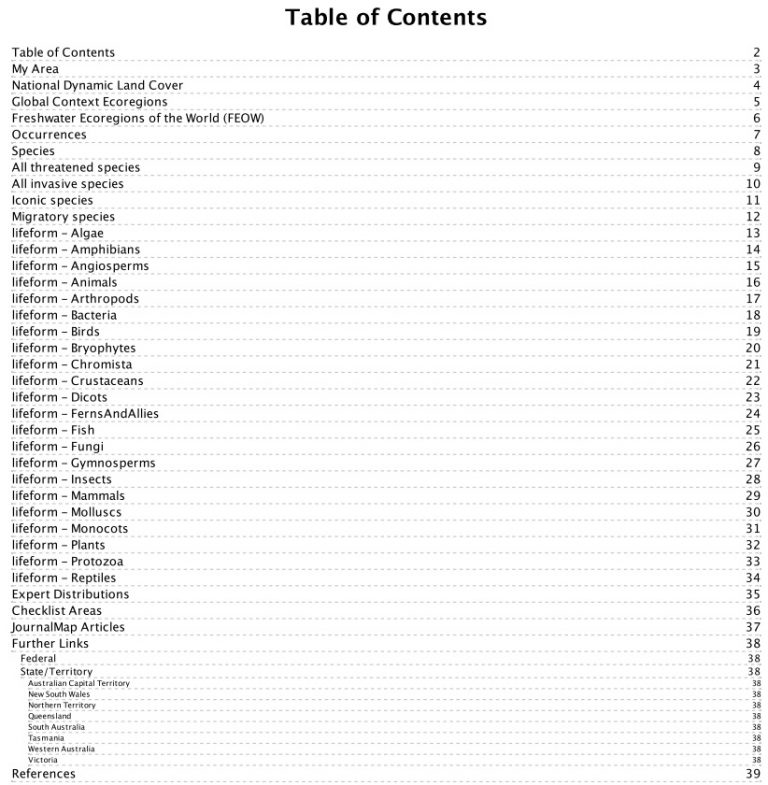 Table of Contents
Table of Contents 2
My Area 3
National Dynamic Land Cover 4
Global Context Ecoregions 5
Freshwater Ecoregions of the World (FEOW) 6
Occurrences 7
Species 8
All threatened species 9
All invasive species 10
Iconic species 11
Migratory species 12
lifeform – Algae 13
lifeform – Amphibians 14
lifeform – Angiosperms 15
lifeform – Animals 16
lifeform – Arthropods 17
lifeform – Bacteria 18
lifeform – Birds 19
lifeform – Bryophytes 20
lifeform – Chromista 21
lifeform – Crustaceans 22
lifeform – Dicots 23
lifeform – FernsAndAllies 24
lifeform – Fish 25
lifeform – Fungi 26
lifeform – Gymnosperms 27
lifeform – Insects 28
lifeform – Mammals 29
lifeform – Molluscs 30
lifeform – Monocots 31
lifeform – Plants 32
lifeform – Protozoa 33
lifeform – Reptiles 34
Expert Distributions 35
Checklist Areas 36
JournalMap Articles 37
Further Links 38
Federal 38
State/Territory 38
Australian Capital Territory 38
New South Wales 38
Northern Territory 38
Queensland 38
South Australia 38
Tasmania 38
Western Australia 38
Victoria 38
References 39